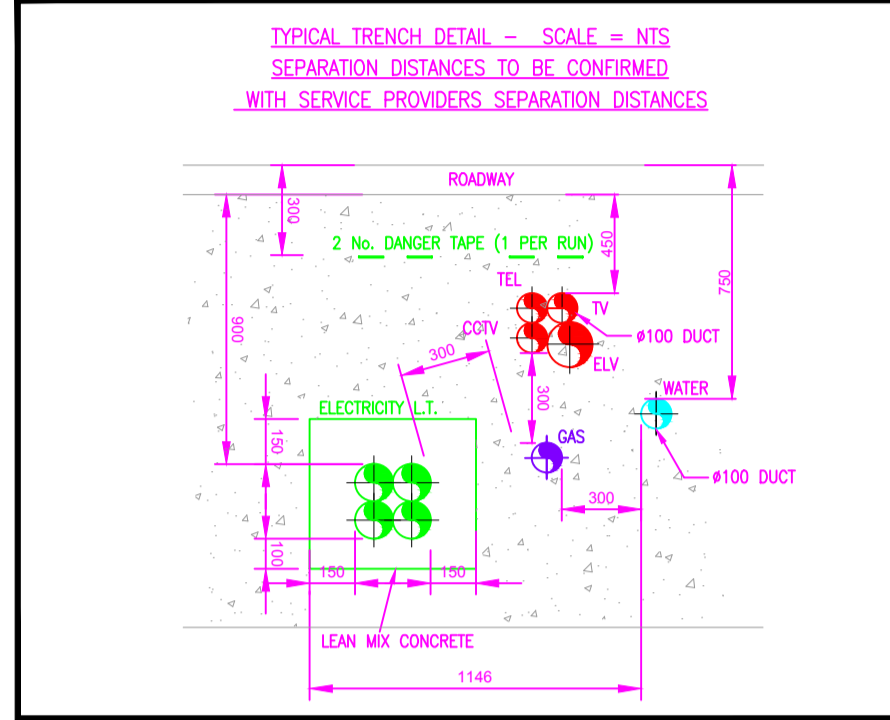 TYPICAL TRENCH DETAIL - SCALE = NTS
SEPARATION DISTANCES TO BE CONFIRMED
WITH SERVICE PROVIDERS SEPARATION DISTANCES
ROADWAY
300
2 No. DANGER TAPE (1 PER RUN)
450
750
TEL
TV
900
CCTV
ø100 DUCT
300
ELV
WATER
300
ELECTRICITY L.T.
150
GAS
ø100 DUCT
300
100
150
150
LEAN MIX CONCRETE
1146